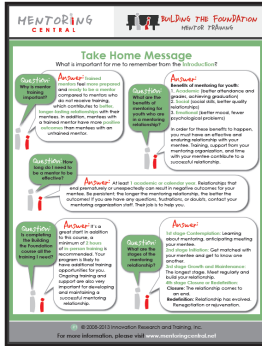 MENTORING
CENTRAL
BUILDING THE FOUNDATION
MENTOR TRAINING
Take Home Message
What is important for me to remember from the Introduction?
Question:
Why is mentor
training
important?
Answer: Trained
mentors feel more prepared
and ready to be a mentor
compared to mentors who
do not receive training,
which contributes to better,
longer lasting relationships with their
mentees. In addition, mentees with
a trained mentor have more positive
outcomes than mentees with an
untrained mentor.
Question:
What are the
benefits of
mentoring for
youth who are
in a mentoring
relationship?
Answer:
Benefits of mentoring for youth:
1. Academic (better attendance and
grades, achieving graduation)
2. Social (social skills, better quality
relationships)
3. Emotional (better mood, fewer
psychological problems)
In order for these benefits to happen,
you must have an effective and
enduring relationship with your
mentee. Training, support from your
mentoring organization, and time
with your mentee contribute to a
successful relationship.
Question:
long do I need
to be a mentor to be
effective?
Answer: At least 1 academic or calendar year. Relationships that
end prematurely or unexpectedly can result in negative outcomes for your
mentee. Be persistent; the longer the mentoring relationship, the better the
outcomes! If you are have any questions, frustrations, or doubts, contact your
mentoring organization staff. Their job is to help you.
Question:
Is completing
the Building
the Foundation
course all the
training I need?
Answer: It's a
great start! In addition
to this course, a
minimum of 2 hours
of in person training is
recommended. Your
program is likely to
have additional training
opportunities for you.
Ongoing training and
support are also very
important for developing
and maintaining a
successful mentoring
relationship.
Question:
What are the
stages of the
mentoring
relationship?
Answer:
1st stage Contemplation: Learning
about mentoring, anticipating meeting
your mentee.
2nd stage Initiation: Get matched with
your mentee and get to know one
another.
3rd stage Growth and Maintenance:
The longest stage. Meet regularly and
build your relationship.
4th stage Closure or Redefinition:
Closure: The relationship comes to
an end.
Redefinition: Relationship has evolved.
Renegotiation or rejuvenation.
© 2008-2013 Innovation Research and Training, Inc.
For more information, please visit www.mentoringcentral.net